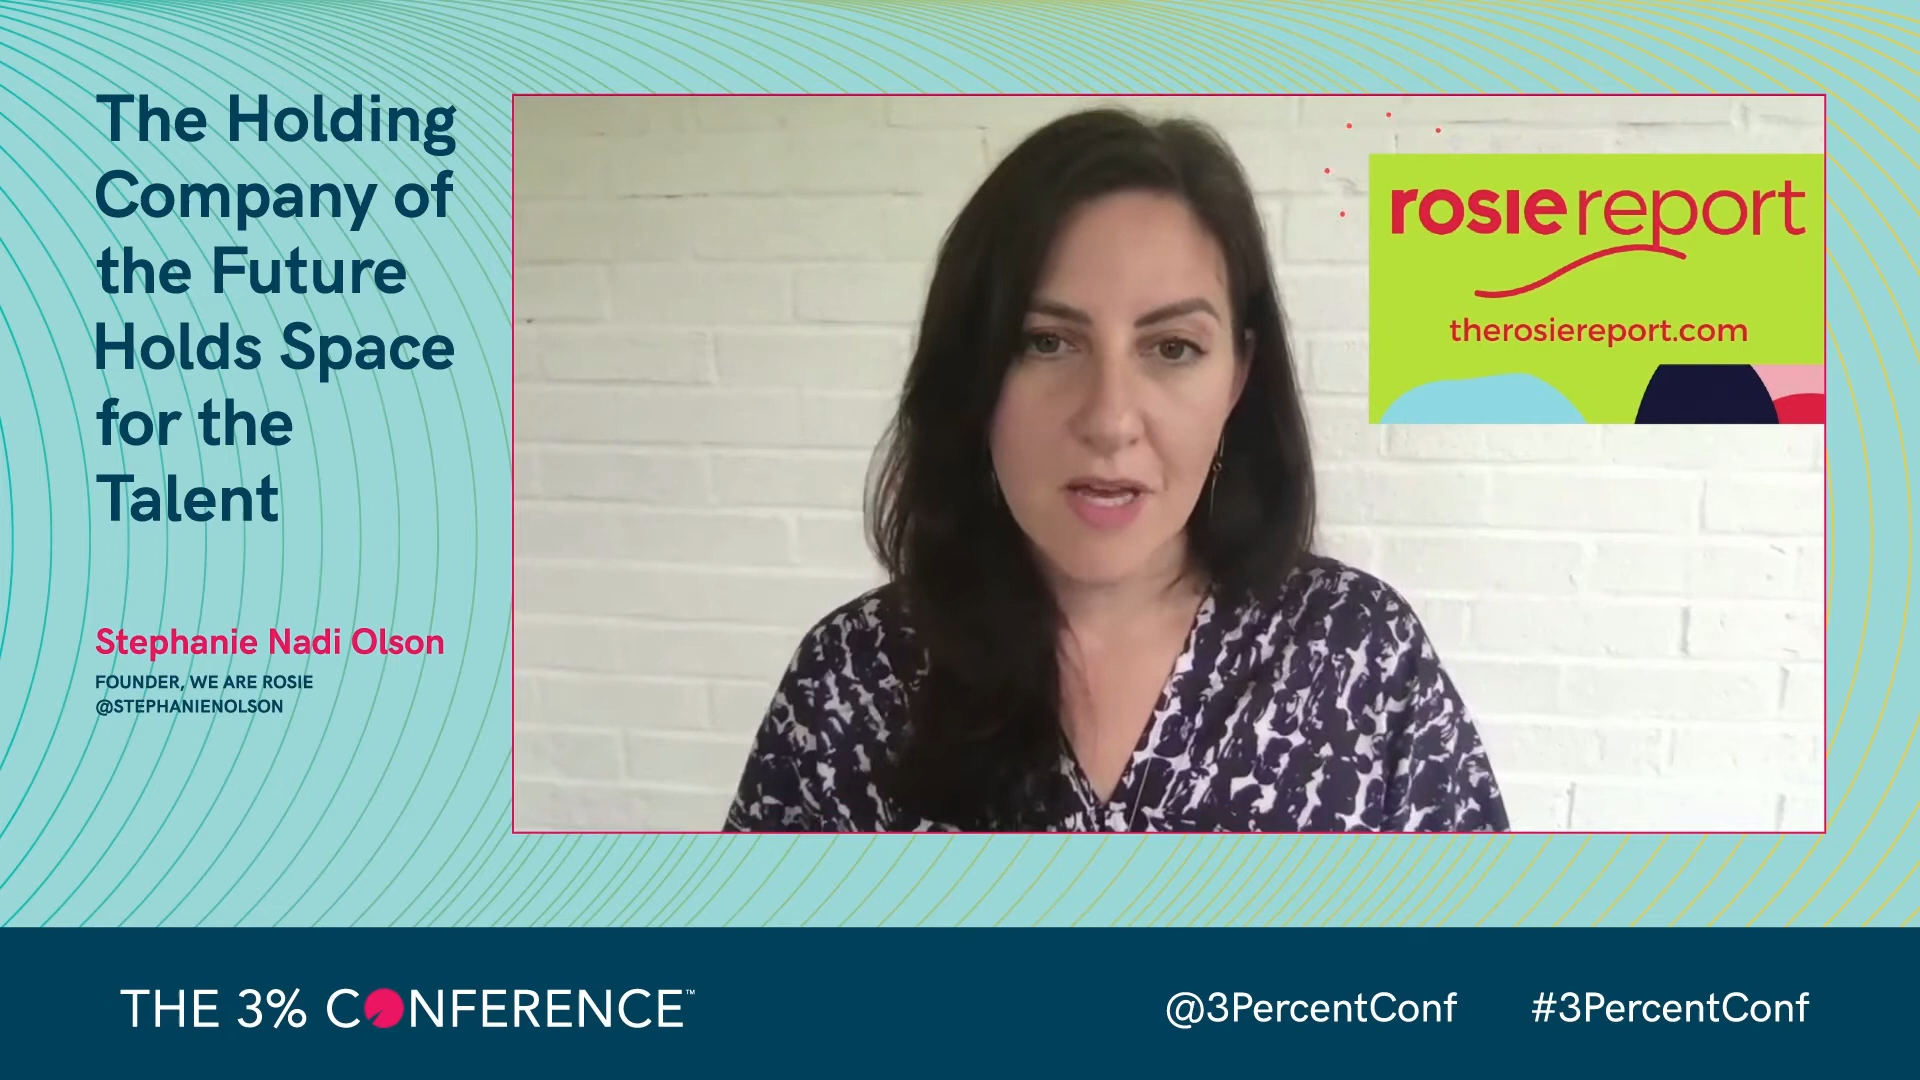 The Holding
Company of
the Future
Holds Space
for the
Talent
Stephanie Nadi Olson
FOUNDER, WE ARE ROSIE
@STEPHANIENOLSON
rosie report
therosiereport.com
THE 3% CONFERENCE™
@3PercentConf #3PercentConf